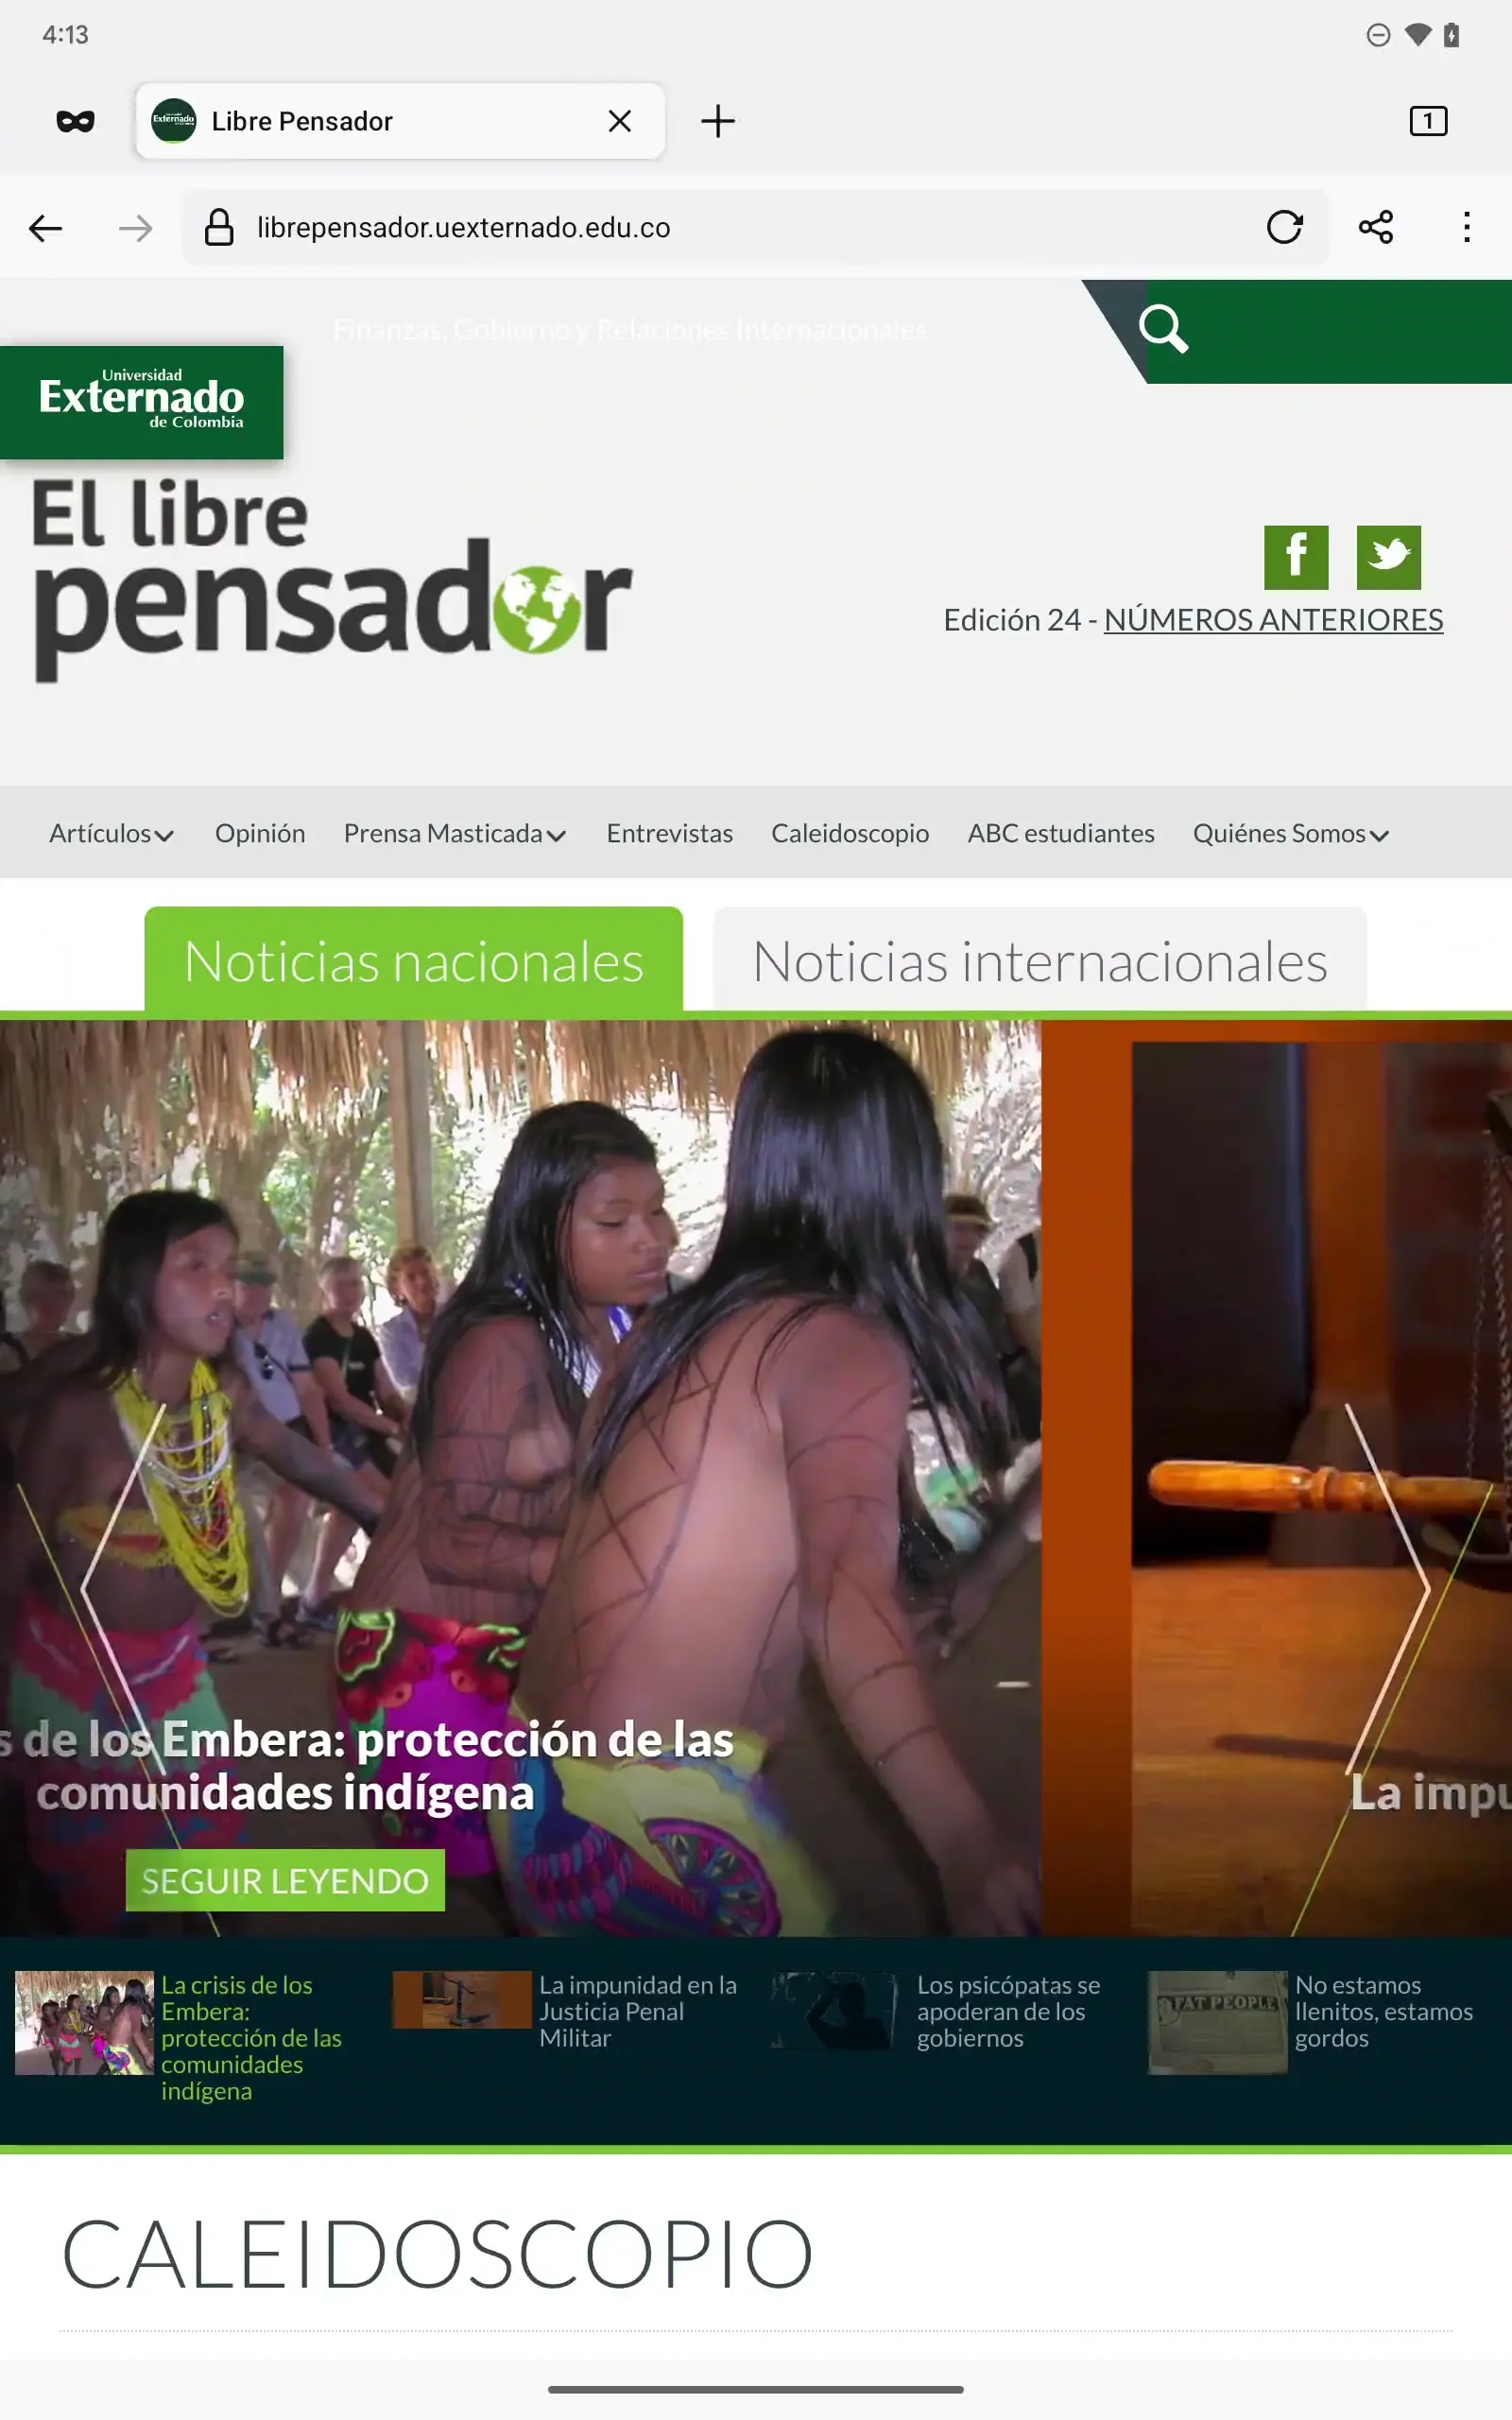 4:13
Externado
Libre Pensador
1
librepensador.uexternado.edu.co
Finanzas, Gobierno y Relaciones Internacionales
Universidad
Externado
de Colombia
El libre
pensador
Edición 24 - NÚMEROS ANTERIORES
Artículos
Opinión
Prensa Masticada
Entrevistas
Caleidoscopio
ABC estudiantes
Quiénes Somos
Noticias nacionales
Noticias internacionales
s de los Embera: protección de las
comunidades indígena
La impu
SEGUIR LEYENDO
La crisis de los
Embera:
protección de las
comunidades
indígena
La impunidad en la
Justicia Penal
Militar
Los psicópatas se
apoderan de los
gobiernos
FAT PEOPLE
No estamos
llenitos, estamos
gordos
CALEIDOSCOPIO